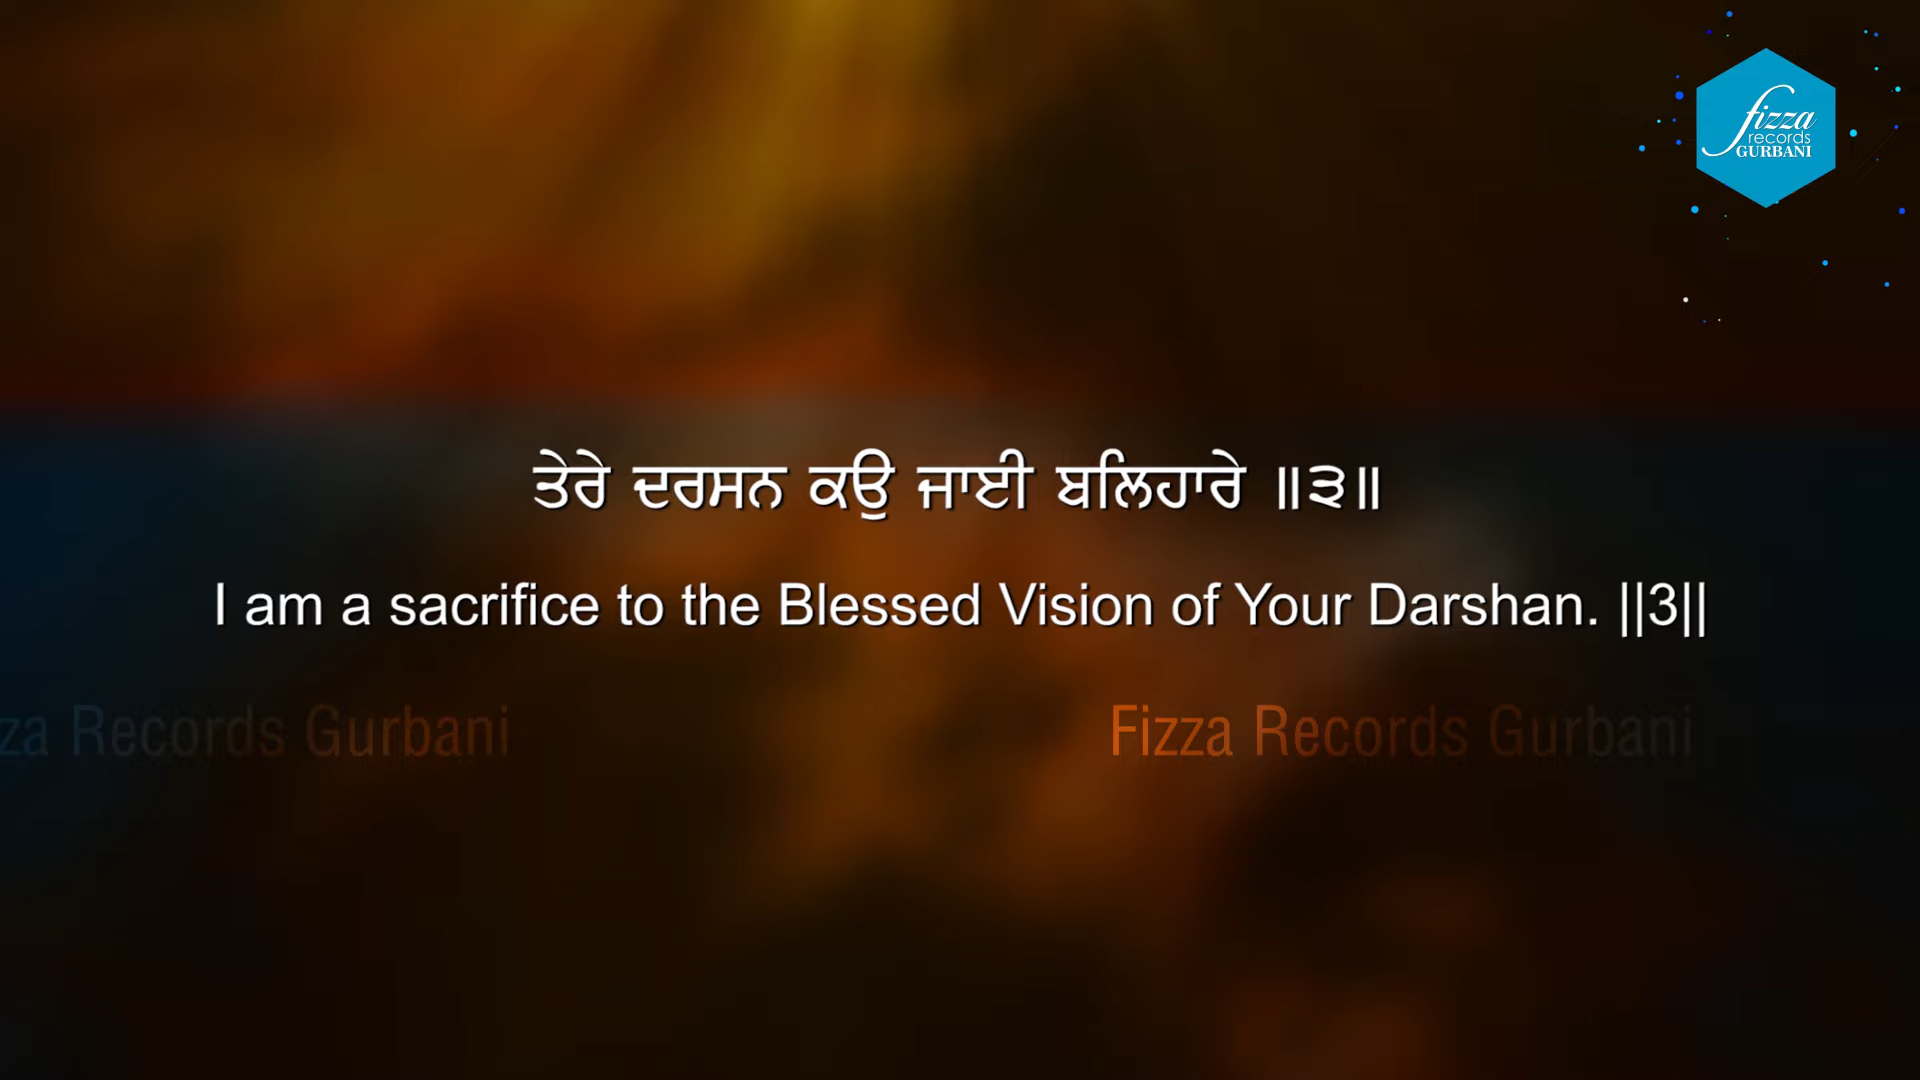 fizza
records
GURBANI
ਤੇਰੇ ਦਰਸਨ ਕਉ ਜਾਈ ਬਲਿਹਾਰੇ ॥੩॥
I am a sacrifice to the Blessed Vision of Your Darshan. ||3||
za Records Gurbani
Fizza Records Gurbani